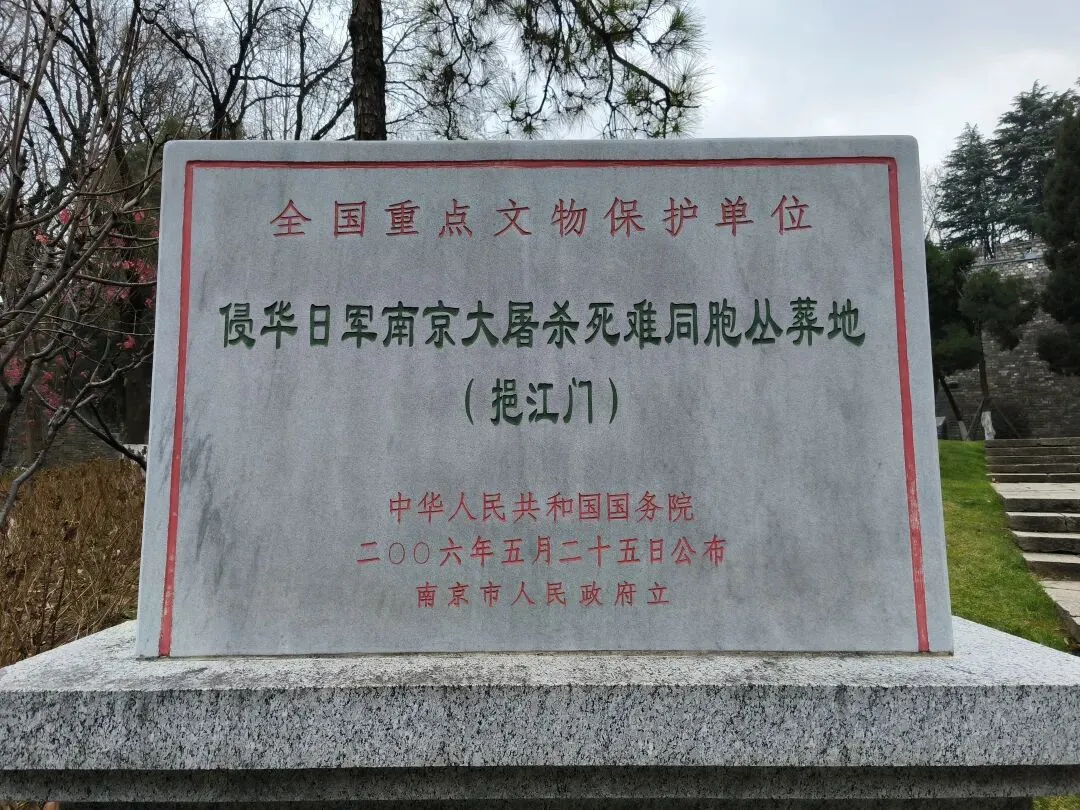 全国重点文物保护单位
侵华日军南京大屠杀死难同胞丛葬地
（挹江门）
中华人民共和国国务院
二〇〇六年五月二十五日公布
南京市人民政府立